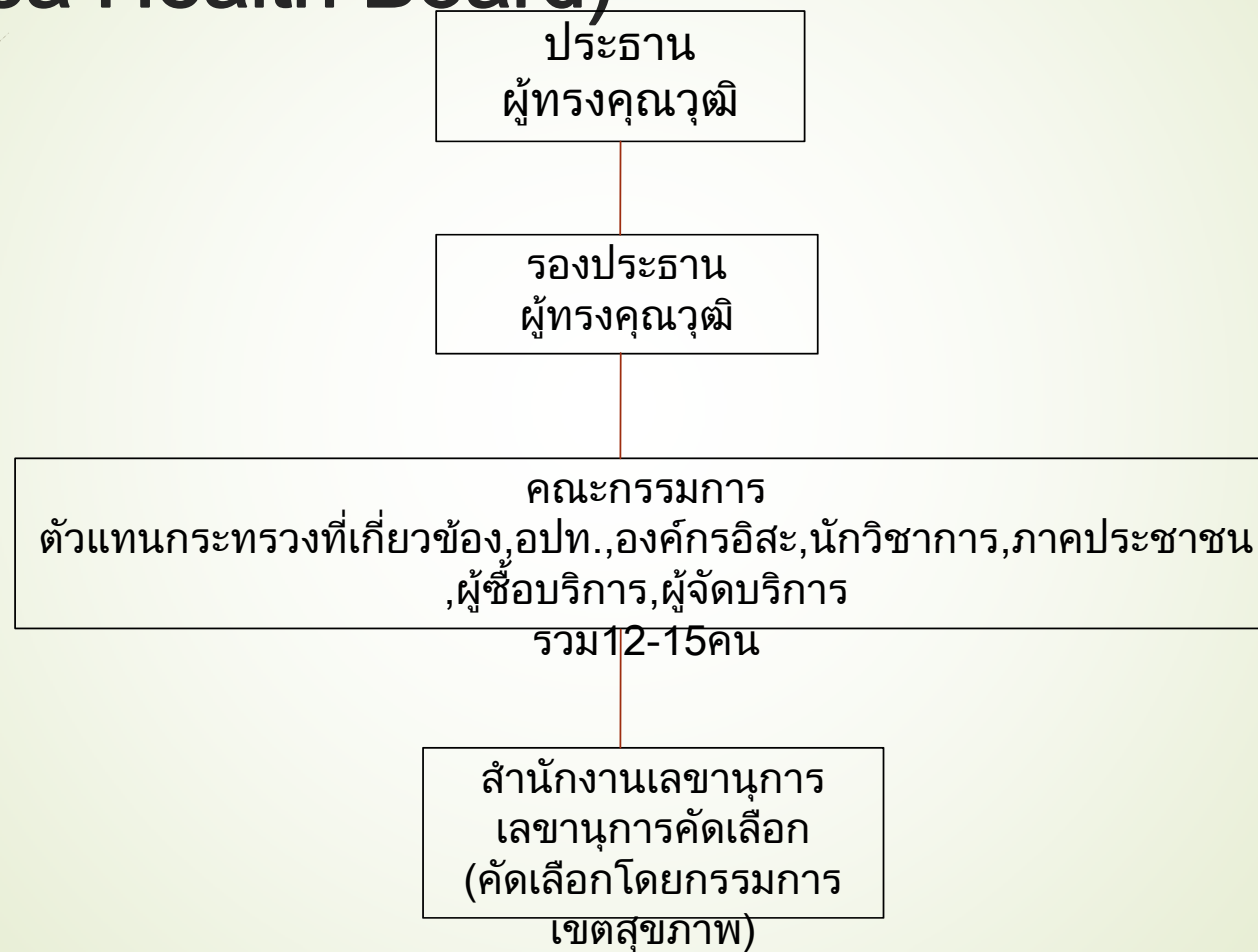 Health Board)
ประธาน
ผู้ทรงคุณวุฒิ
รองประธาน
ผู้ทรงคุณวุฒิ
คณะกรรมการ
ตัวแทนกระทรวงที่เกี่ยวข้อง,อปท.,องค์กรอิสะ,นักวิชาการ,ภาคประชาชน
,ผู้ซื้อบริการ,ผู้จัดบริการ
รวม12-15คน
สำนักงานเลขานุการ
เลขานุการคัดเลือก
(คัดเลือกโดยกรรมการ
เขตสุขภาพ)